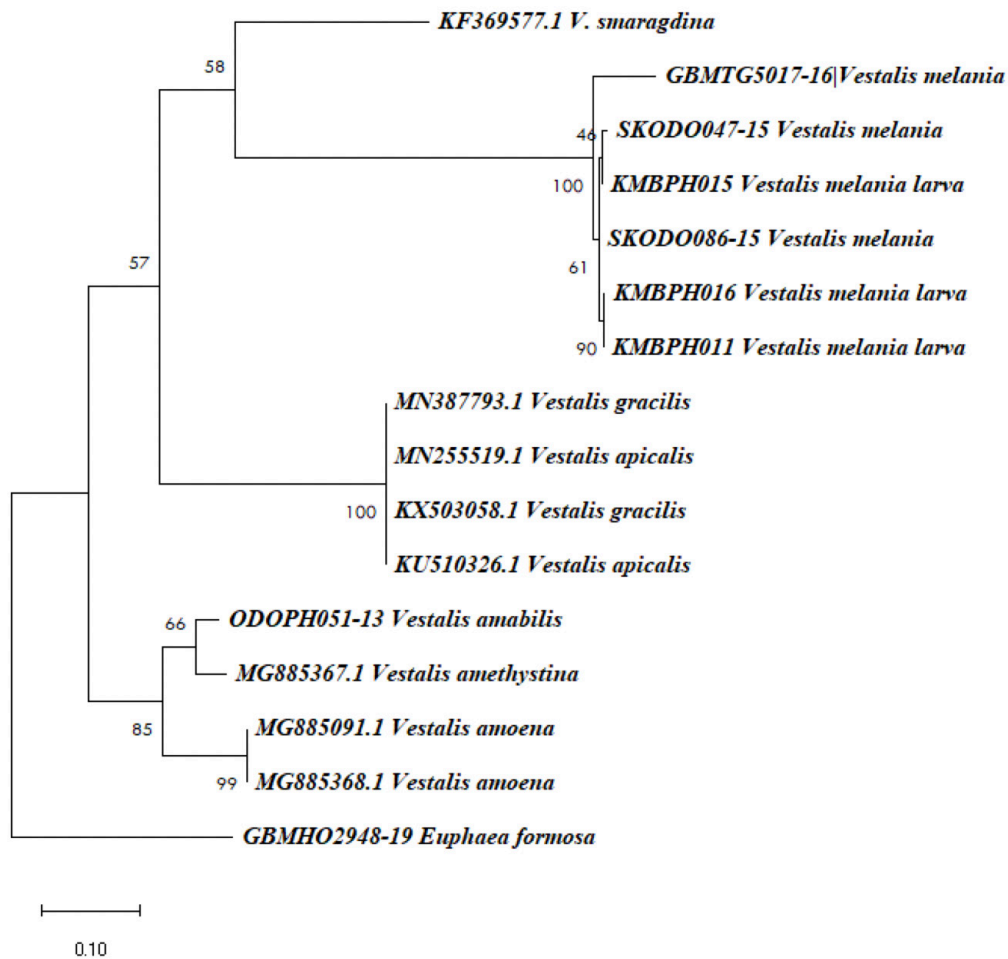 KF369577.1 V. smaragdina
58
GBMTG5017-16|Vestalis melania
46
SKODO047-15 Vestalis melania
100
KMBPH015 Vestalis melania larva
SKODO086-15 Vestalis melania
57
61
KMBPH016 Vestalis melania larva
90
KMBPH011 Vestalis melania larva
MN387793.1 Vestalis gracilis
MN255519.1 Vestalis apicalis
100
KX503058.1 Vestalis gracilis
KU510326.1 Vestalis apicalis
66
ODOPH051-13 Vestalis amabilis
MG885367.1 Vestalis amethystina
85
MG885091.1 Vestalis amoena
99
MG885368.1 Vestalis amoena
GBMHO2948-19 Euphaea formosa
0.10